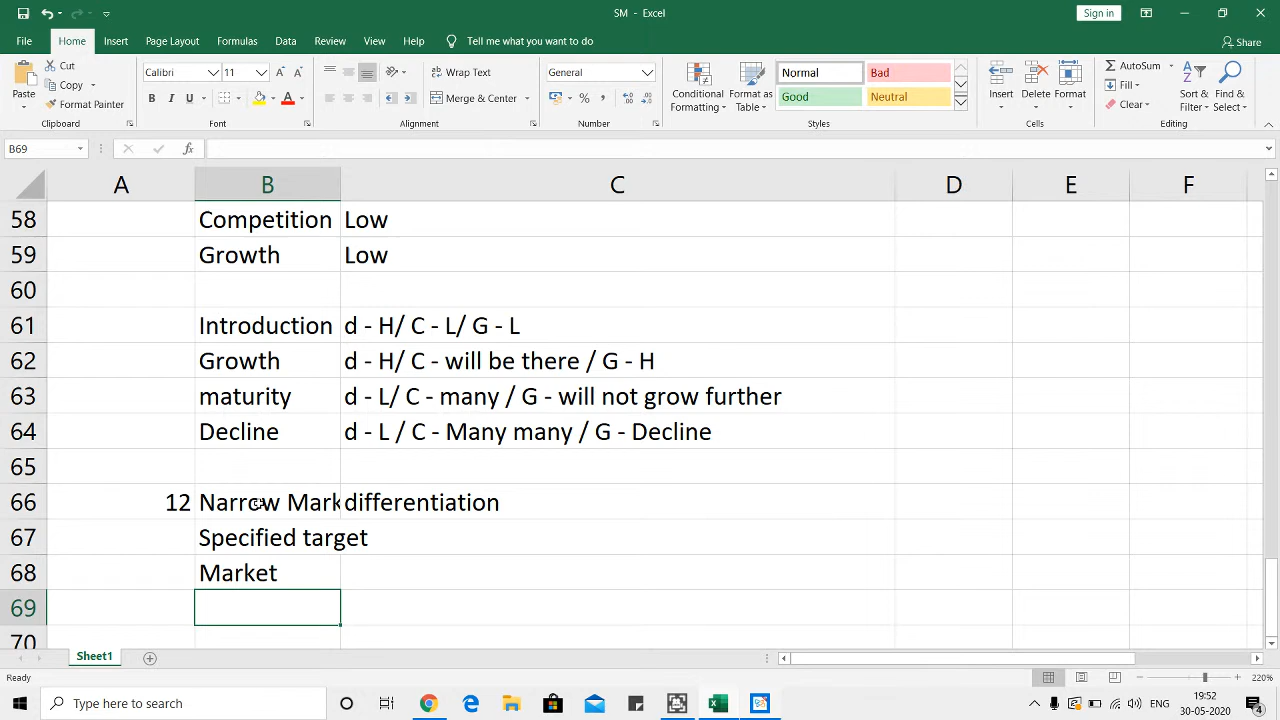 SM - Excel
Sign in
File Home Insert Page Layout Formulas Data Review View Help Tell me what you want to do Share
Paste Cut Copy Format Painter Clipboard
Calibri 11 B I U A A A Font
Wrap Text Merge & Center Alignment
General % , Number
Conditional Formatting Format as Table
Normal Bad Good Neutral Styles
Insert Delete Format Cells
AutoSum Fill Clear Sort & Filter Find & Select Editing
B69 fx
A B C D E F
58 Competition Low
59 Growth Low
60
61 Introduction d - H/ C - L/ G - L
62 Growth d - H/ C - will be there / G - H
63 maturity d - L/ C - many / G - will not grow further
64 Decline d - L / C - Many many / G - Decline
65
66 12 Narrow Mark differentiation
67 Specified target
68 Market
69
70
Sheet1
Ready 220%
Type here to search ENG 19:52
30-05-2020 4